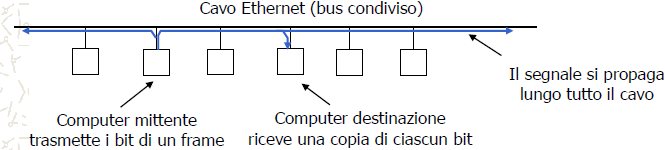 Cavo Ethernet (bus condiviso)
Il segnale si propaga
lungo tutto il cavo
Computer mittente
trasmette i bit di un frame
Computer destinazione
riceve una copia di ciascun bit